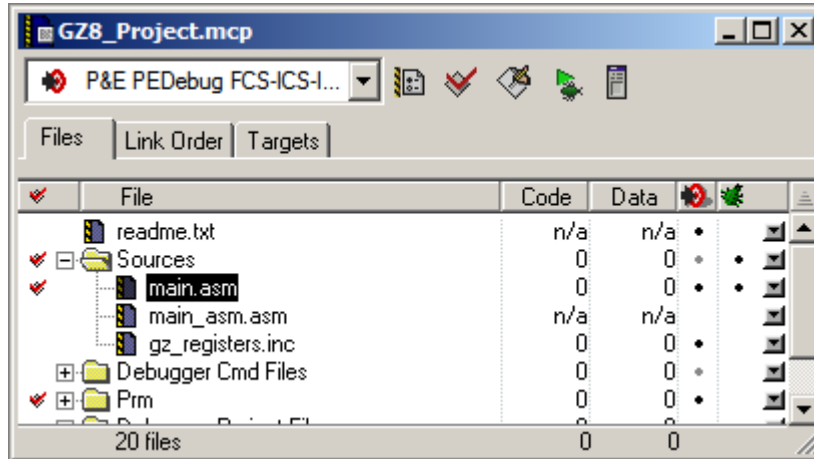 GZ8_Project.mcp
P&E PEDebug FCS-ICS-I...
Files Link Order Targets
File Code Data
readme.txt n/a n/a
Sources 0 0
main.asm 0 0
main_asm.asm n/a n/a
gz_registers.inc 0 0
Debugger Cmd Files 0 0
Prm 0 0
20 files 0 0